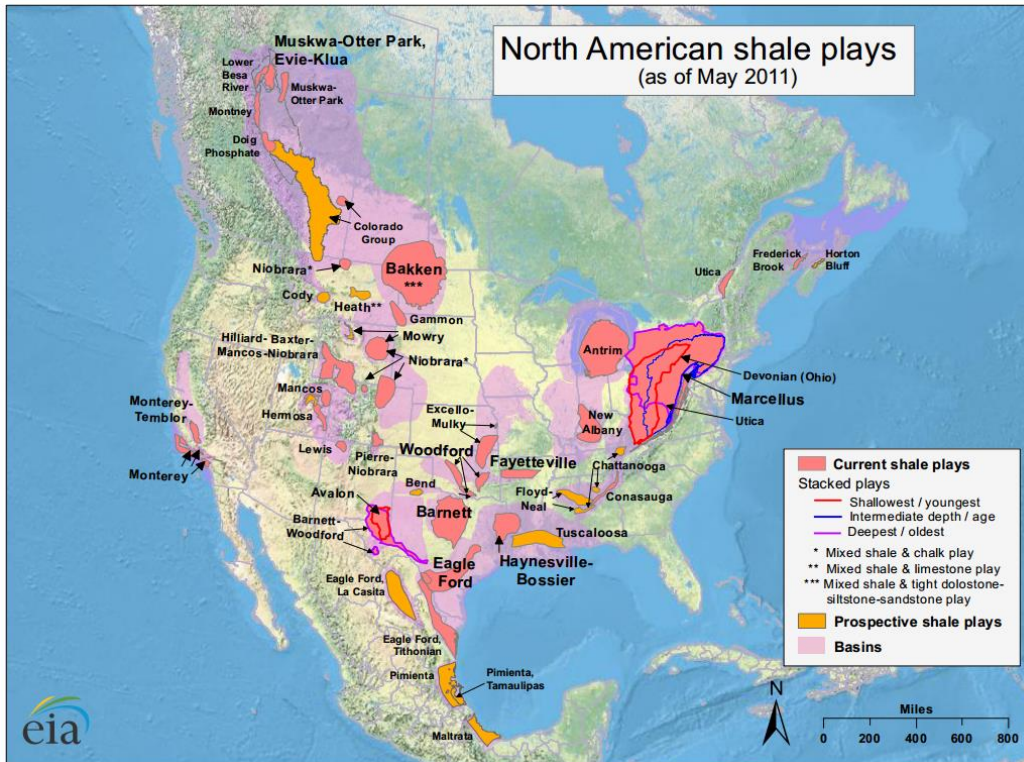 North American shale plays
(as of May 2011)
Muskwa-Otter Park,
Evie-Klua
Lower
Besa
River
Muskwa-
Otter Park
Montney
Doig
Phosphate
Colorado
Group
Niobrara*
Bakken
***
Cody
Heath**
Gammon
Mowry
Hilliard- Baxter-
Mancos-Niobrara
Niobrara*
Mancos
Hermosa
Monterey-
Temblor
Monterey
Lewis
Pierre-
Niobrara
Excello-
Mulky
Woodford
Fayetteville
Bend
Avalon
Barnett
Barnett-
Woodford
Eagle
Ford
Haynesville-
Bossier
Tuscaloosa
Floyd-
Neal
Conasauga
Chattanooga
New
Albany
Antrim
Devonian (Ohio)
Marcellus
Utica
Utica
Frederick
Brook
Horton
Bluff
Eagle Ford,
La Casita
Eagle Ford,
Tithonian
Pimienta
Pimienta,
Tamaulipas
Maltrata
Current shale plays
Stacked plays
Shallowest / youngest
Intermediate depth / age
Deepest / oldest
* Mixed shale & chalk play
** Mixed shale & limestone play
*** Mixed shale & tight dolostone-
siltstone-sandstone play
Prospective shale plays
Basins
N
Miles
0 200 400 600 800
eia